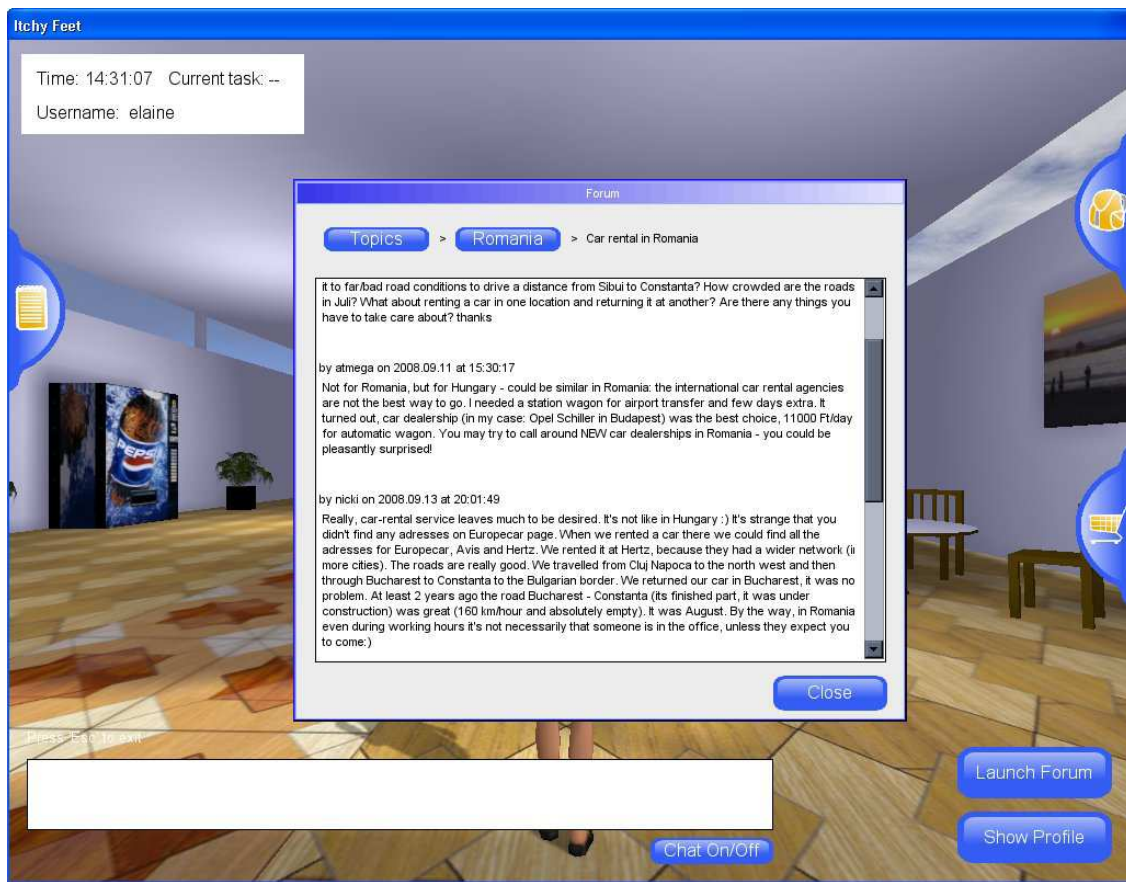 Itchy Feet
Time: 14:31:07 Current task: --
Username: elaine
Forum
Topics > Romania > Car rental in Romania
it to far/bad road conditions to drive a distance from Sibui to Constanta? How crowded are the roads
in Juli? What about renting a car in one location and returning it at another? Are there any things you
have to take care about? thanks
by atmega on 2008.09.11 at 15:30:17
Not for Romania, but for Hungary - could be similar in Romania: the international car rental agencies
are not the best way to go. I needed a station wagon for airport transfer and few days extra. It
turned out, car dealership (in my case: Opel Schiller in Budapest) was the best choice, 11000 Ft/day
for automatic wagon. You may try to call around NEW car dealerships in Romania - you could be
pleasantly surprised!
by nicki on 2008.09.13 at 20:01:49
Really, car-rental service leaves much to be desired. It's not like in Hungary :) It's strange that you
didn't find any adresses on Europecar page. When we rented a car there we could find all the
adresses for Europecar, Avis and Hertz. We rented it at Hertz, because they had a wider network (in
more cities). The roads are really good. We travelled from Cluj Napoca to the north west and then
through Bucharest to Constanta to the Bulgarian border. We returned our car in Bucharest, it was no
problem. At least 2 years ago the road Bucharest - Constanta (its finished part, it was under
construction) was great (160 km/hour and absolutely empty). It was August. By the way, in Romania
even during working hours it's not necessarily that someone is in the office, unless they expect you
to come:)
Close
PEPSI
Press 'Esc' to exit
Launch Forum
Chat On/Off
Show Profile